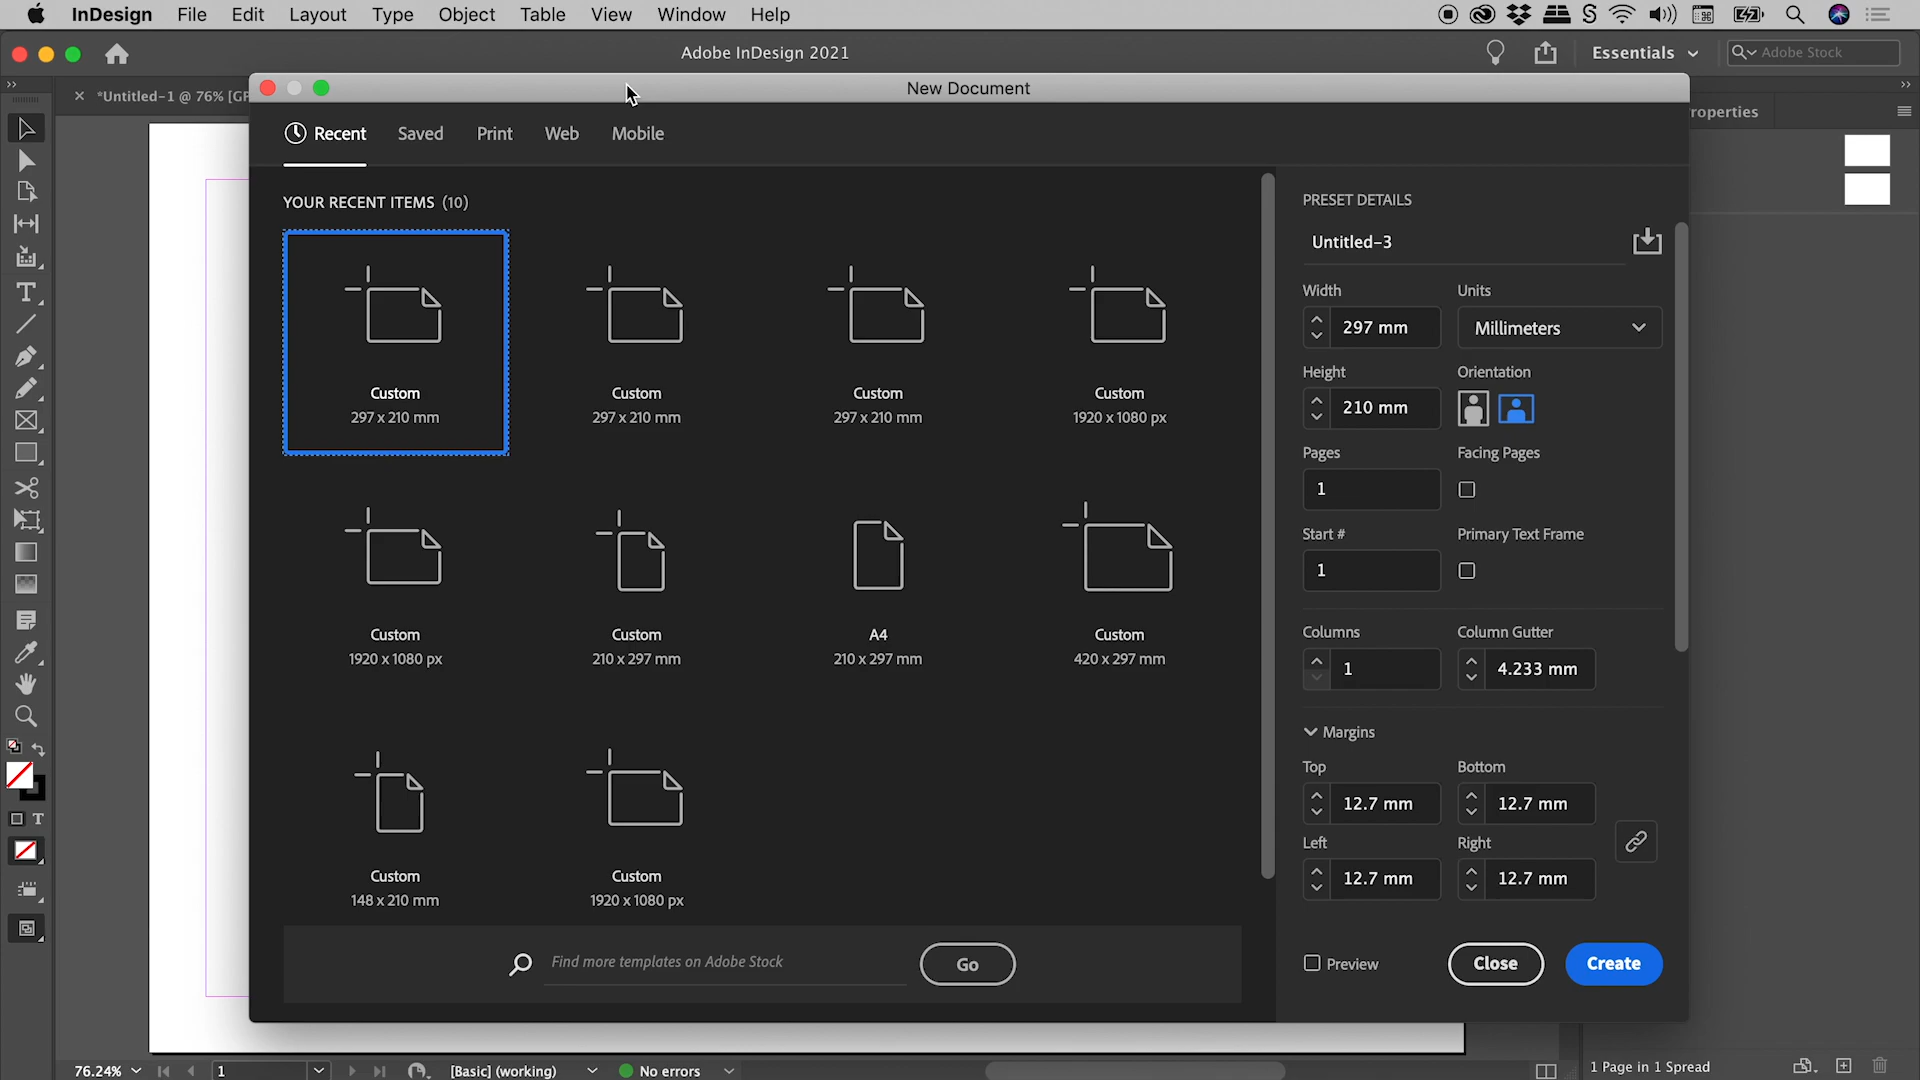 InDesign File Edit Layout Type Object Table View Window Help
Adobe InDesign 2021
Essentials
Adobe Stock
*Untitled-1 @ 76% [GP
New Document
roperties
Recent Saved Print Web Mobile
YOUR RECENT ITEMS (10)
Custom
297 x 210 mm
Custom
297 x 210 mm
Custom
297 x 210 mm
Custom
1920 x 1080 px
Custom
1920 x 1080 px
Custom
210 x 297 mm
A4
210 x 297 mm
Custom
420 x 297 mm
Custom
148 x 210 mm
Custom
1920 x 1080 px
Find more templates on Adobe Stock
Go
PRESET DETAILS
Untitled-3
Width Units
297 mm Millimeters
Height Orientation
210 mm
Pages Facing Pages
1
Start # Primary Text Frame
1
Columns Column Gutter
1 4.233 mm
Margins
Top Bottom
12.7 mm 12.7 mm
Left Right
12.7 mm 12.7 mm
Preview Close Create
76.24% 1 [Basic] (working) No errors
1 Page in 1 Spread